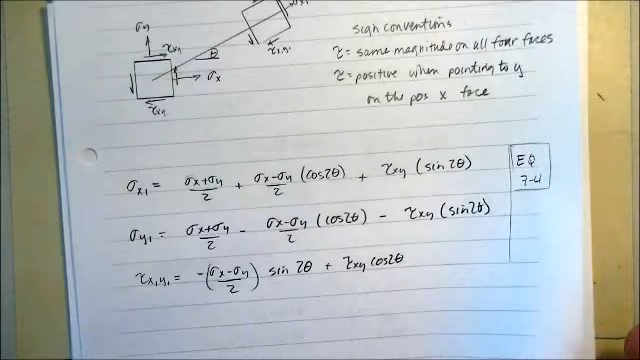 sign conventions
τ = same magnitude on all four faces
τ = positive when pointing to y
on the pos x face
σy
τxy
θ
τx₁y₁
σx
τxy
σx₁ = σx+σy/2 + σx-σy/2 (cos2θ) + τxy (sin 2θ)
EQ
7-4
σy₁ = σx+σy/2 - σx-σy/2 (cos2θ) - τxy (sin2θ)
τx₁y₁ = -(σx-σy/2) sin 2θ + τxy cos2θ